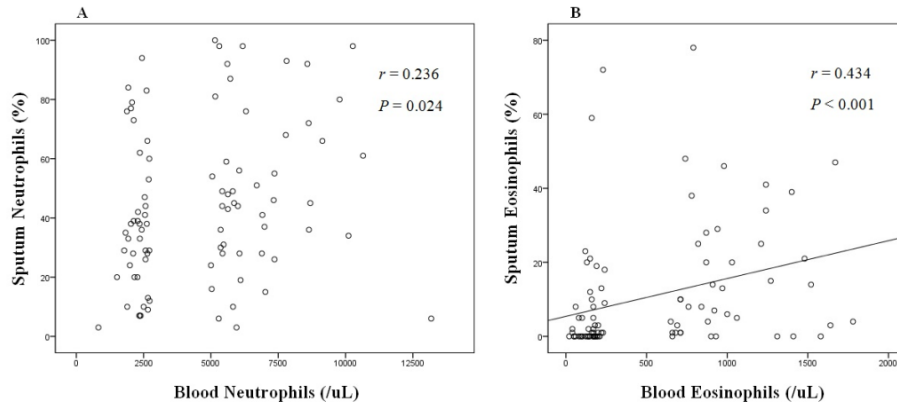 A
B
r = 0.236
P = 0.024
r = 0.434
P < 0.001
Sputum Neutrophils (%)
100
80
60
40
20
0
0
2500
5000
7500
10000
12500
Blood Neutrophils (/uL)
Sputum Eosinophils (%)
80
60
40
20
0
0
500
1000
1500
2000
Blood Eosinophils (/uL)